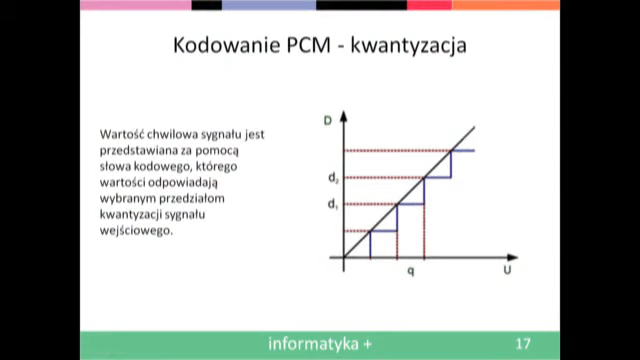 Kodowanie PCM - kwantyzacja
Wartość chwilowa sygnału jest
przedstawiana za pomocą
słowa kodowego, którego
wartości odpowiadają
wybranym przedziałom
kwantyzacji sygnału
wejściowego.
D
d₂
d₁
q
U
informatyka +
17